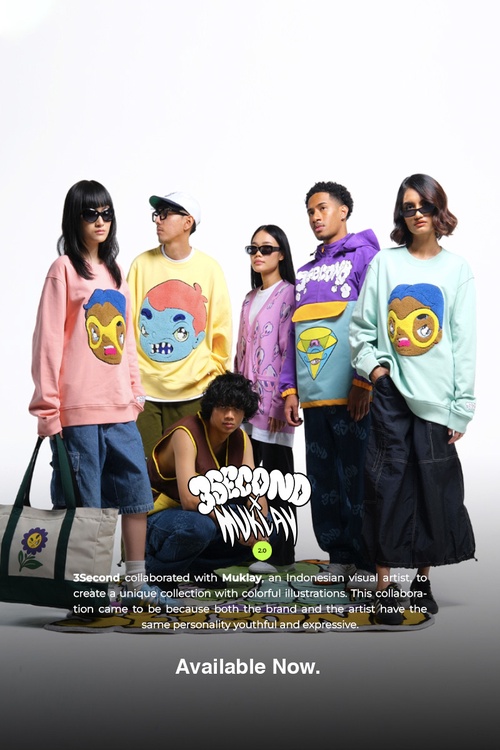 3SECOND
3SECOND
X
MUKLAY
2.0
3Second collaborated with Muklay, an Indonesian visual artist, to
create a unique collection with colorful illustrations. This collabora-
tion came to be because both the brand and the artist have the
same personality youthful and expressive.
Available Now.